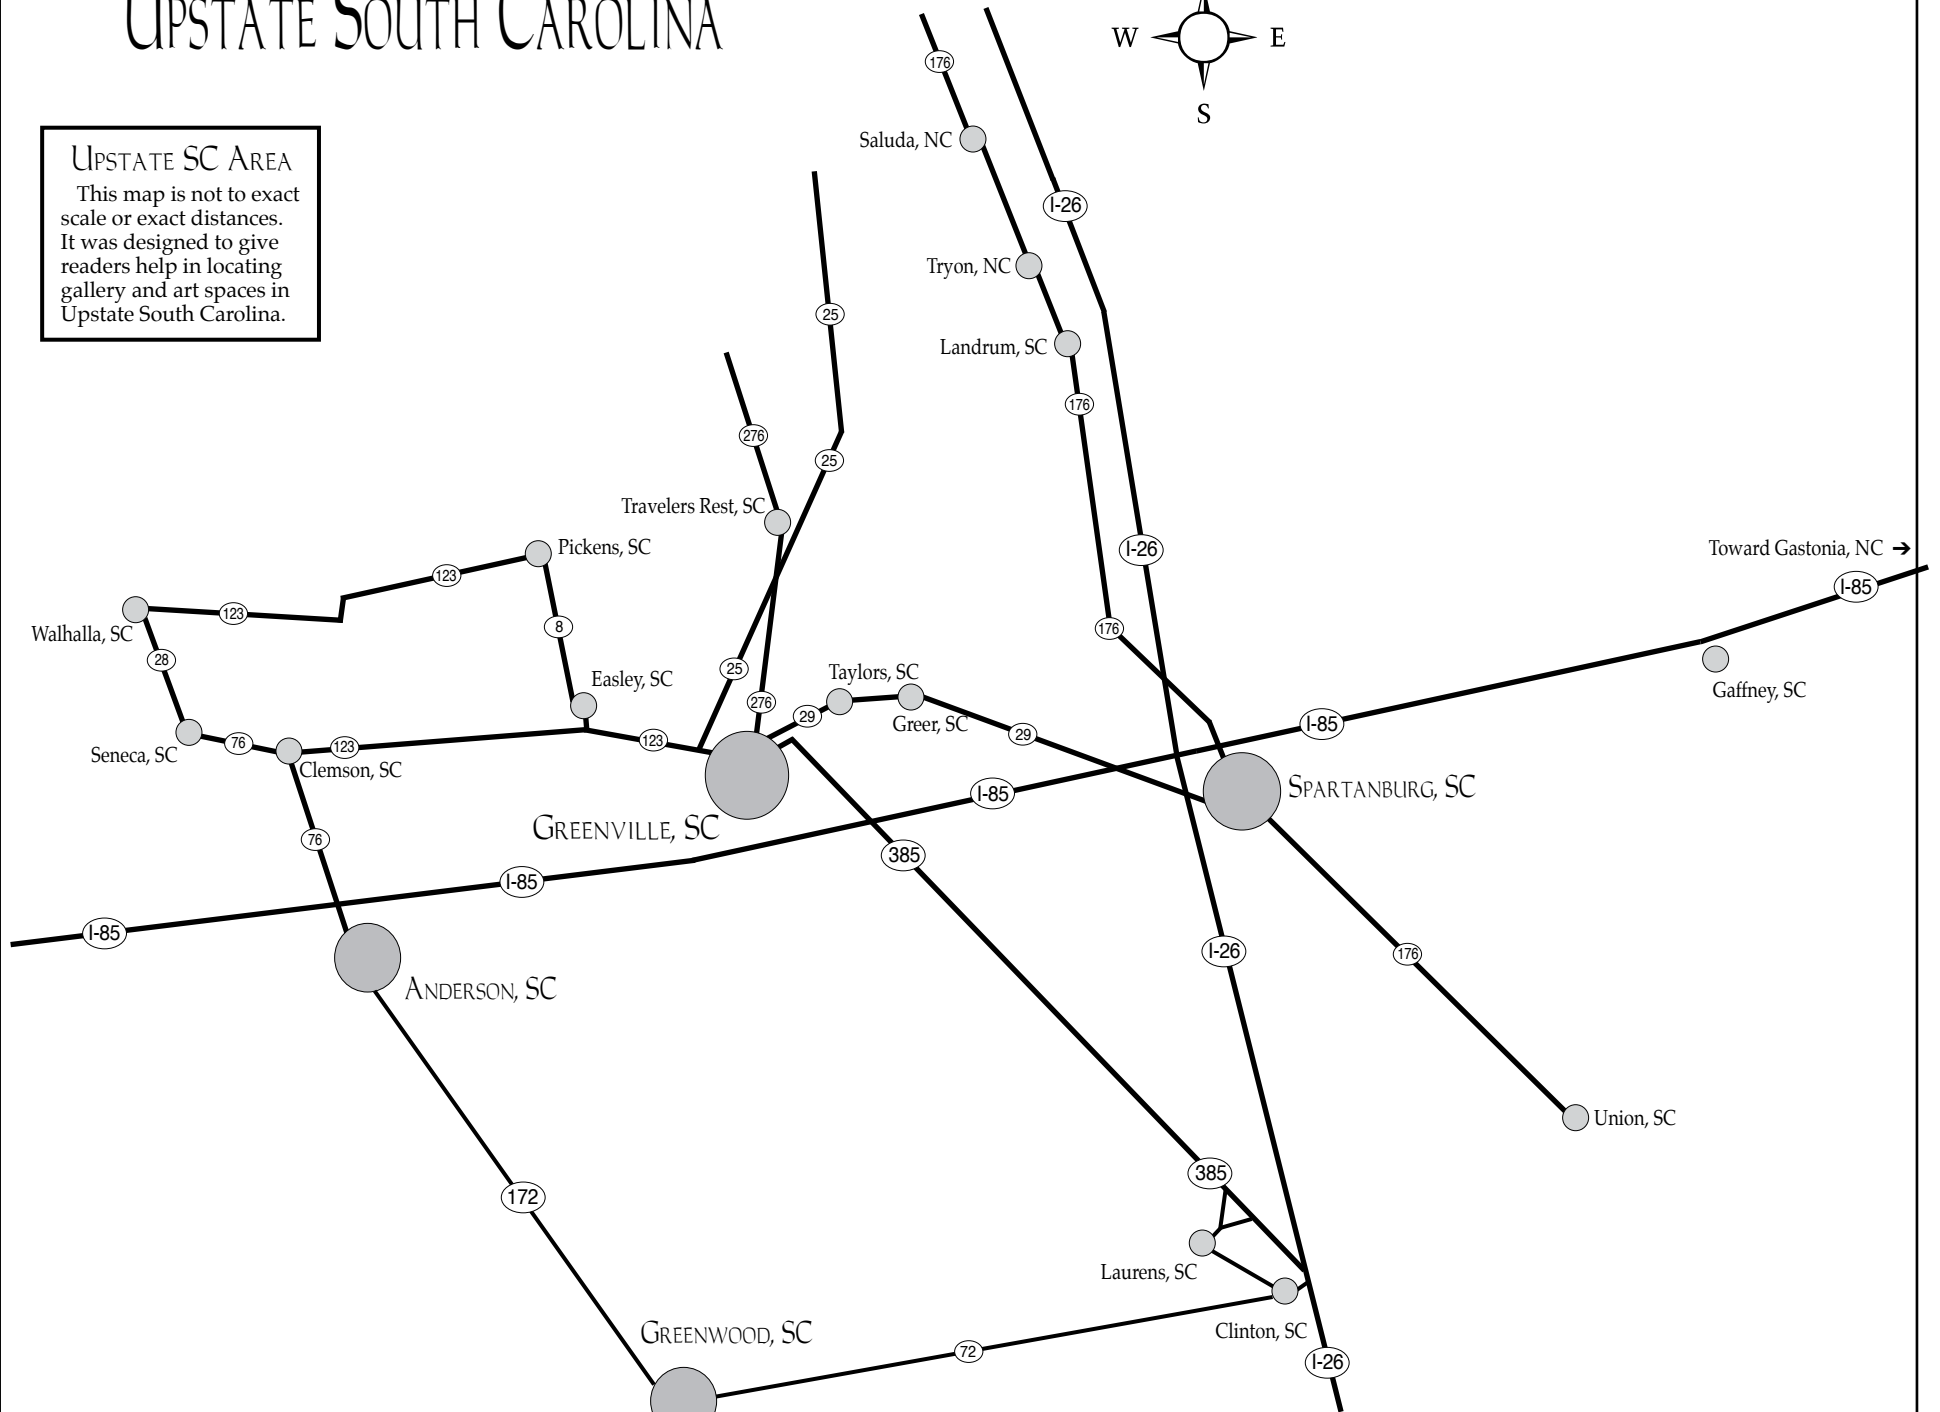 UPSTATE SOUTH CAROLINA
W E
S
UPSTATE SC AREA
This map is not to exact
scale or exact distances.
It was designed to give
readers help in locating
gallery and art spaces in
Upstate South Carolina.
176
Saluda, NC
I-26
Tryon, NC
25
Landrum, SC
176
276
25
Travelers Rest, SC
Pickens, SC
I-26
Toward Gastonia, NC ➔
123
I-85
Walhalla, SC
123
8
176
28
25
Easley, SC
Taylors, SC
Gaffney, SC
276
29
Greer, SC
29
I-85
Seneca, SC
76
123
123
Clemson, SC
SPARTANBURG, SC
I-85
GREENVILLE, SC
76
385
I-85
I-85
I-26
176
ANDERSON, SC
Union, SC
385
172
Laurens, SC
GREENWOOD, SC
Clinton, SC
72
I-26